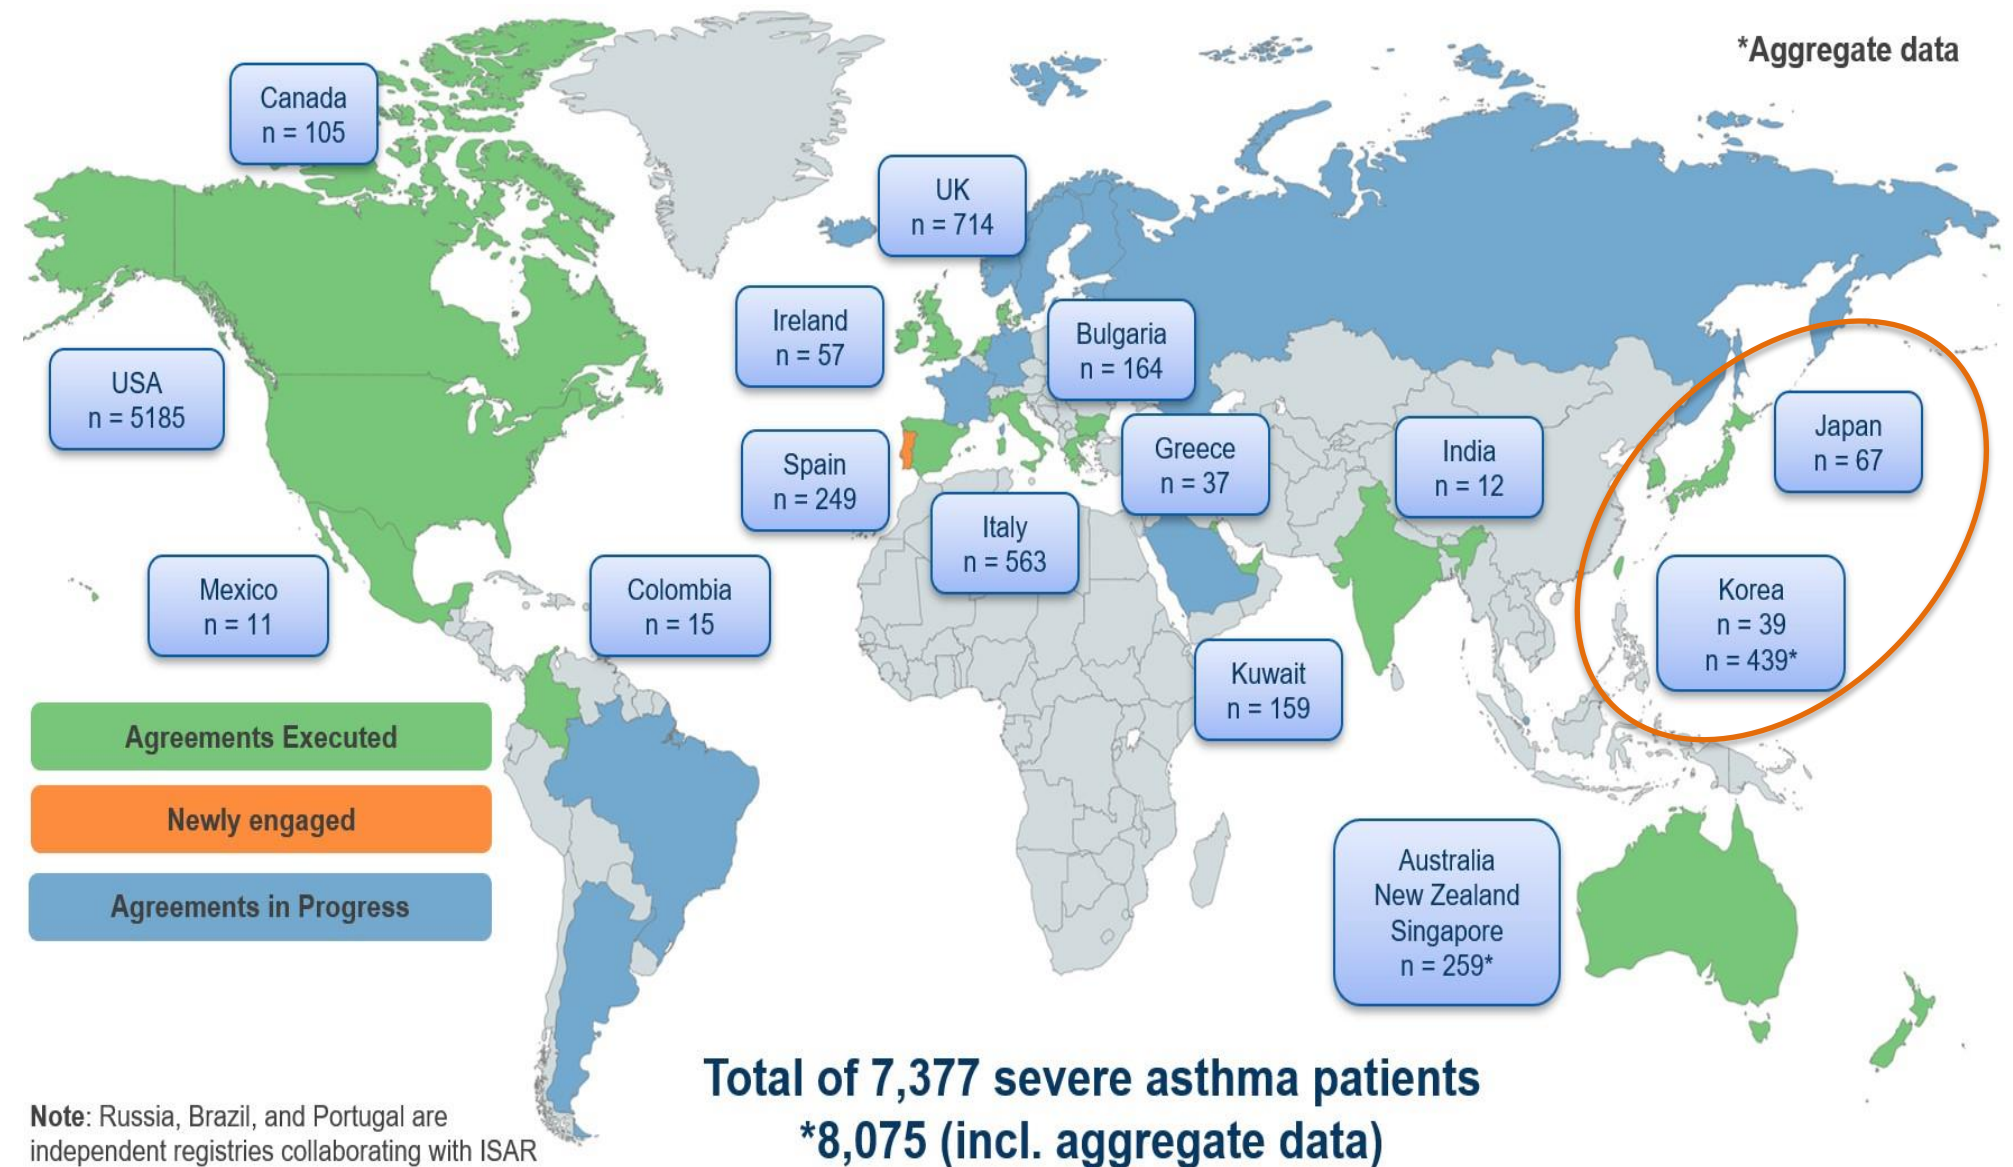 *Aggregate data
Canada
n = 105
UK
n = 714
Ireland
n = 57
Bulgaria
n = 164
USA
n = 5185
Japan
n = 67
Greece
n = 37
India
n = 12
Spain
n = 249
Italy
n = 563
Mexico
n = 11
Colombia
n = 15
Korea
n = 39
n = 439*
Kuwait
n = 159
Agreements Executed
Newly engaged
Agreements in Progress
Australia
New Zealand
Singapore
n = 259*
Total of 7,377 severe asthma patients
*8,075 (incl. aggregate data)
Note: Russia, Brazil, and Portugal are
independent registries collaborating with ISAR